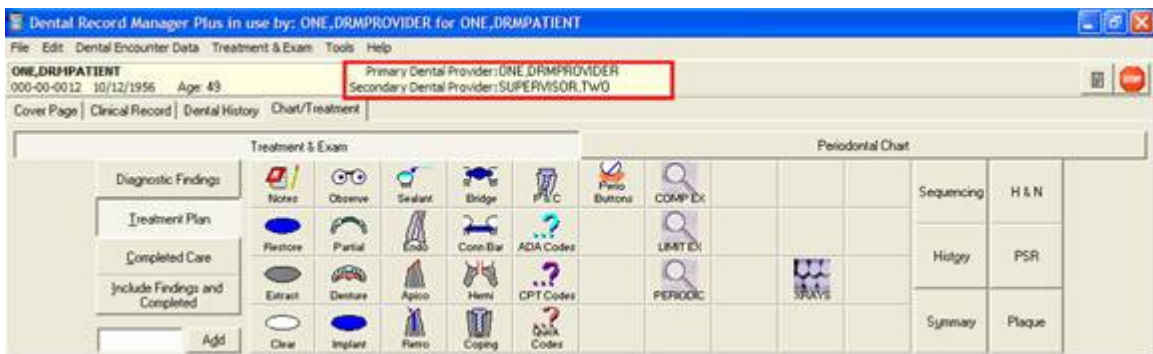 Dental Record Manager Plus in use by: ONE,DRMPROVIDER for ONE,DRMPATIENT
File Edit Dental Encounter Data Treatment & Exam Tools Help
ONE,DRMPATIENT
000-00-0012 10/12/1956 Age: 49
Primary Dental Provider:ONE,DRMPROVIDER
Secondary Dental Provider:SUPERVISOR,TWO
STOP
Cover Page Clinical Record Dental History Chart/Treatment
Treatment & Exam Periodontal Chart
Diagnostic Findings
Treatment Plan
Completed Care
Include Findings and
Completed
Add
Notes Observe Sealant Bridge P & C Perio
Buttons COMP EX
Restore Partial Endo Conn Bar ADA Codes LIMIT EX
Extract Denture Apico Hemi CPT Codes PERIODIC XRAYS
Clear Implant Retro Coping Quick
Codes
Sequencing H & N
History PSR
Summary Plaque